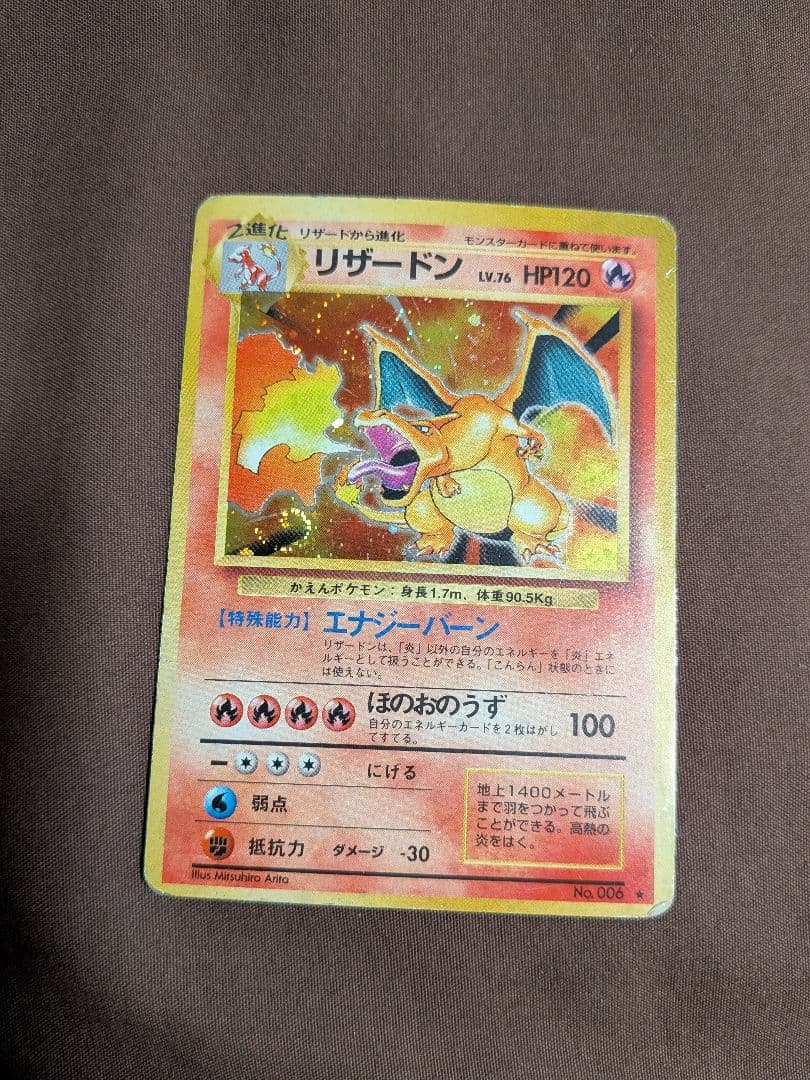 2進化 リザードから進化 モンスターカードに重ねて使います。
リザードン LV.76 HP120
かえんポケモン：身長1.7m、体重90.5Kg
【特殊能力】エナジーバーン
リザードンは、「炎」以外の自分のエネルギーを「炎」エネ
ルギーとして扱うことができる。「こんらん」状態のときに
は使えない。
ほのおのうず 100
自分のエネルギーカードを2枚はがし
てすてる。
にげる
弱点
抵抗力 ダメージ -30
地上1400メートル
まで羽をつかって飛ぶ
ことができる。高熱の
炎をはく。
Illus Mitsuhiro Arita
No. 006 ★